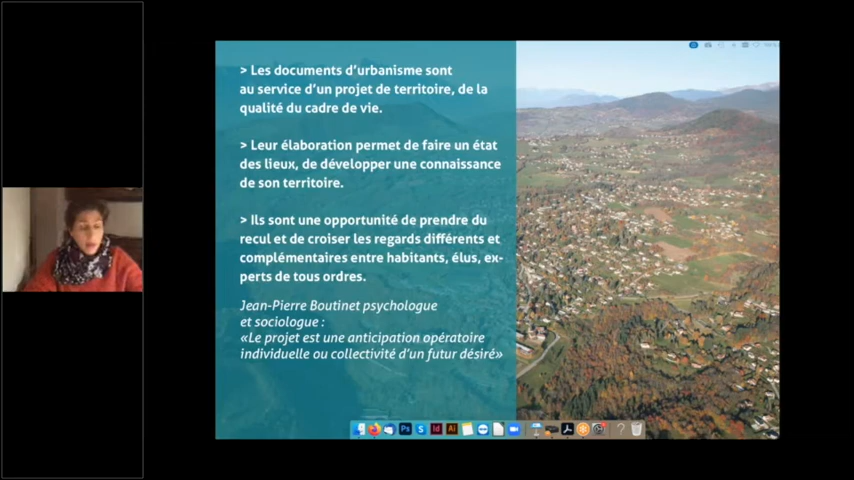 > Les documents d'urbanisme sont
au service d'un projet de territoire, de la
qualité du cadre de vie.
> Leur élaboration permet de faire un état
des lieux, de développer une connaissance
de son territoire.
> Ils sont une opportunité de prendre du
recul et de croiser les regards différents et
complémentaires entre habitants, élus, ex-
perts de tous ordres.
Jean-Pierre Boutinet psychologue
et sociologue :
«Le projet est une anticipation opératoire
individuelle ou collectivité d'un futur désiré»
Ps
S
Id
Ai
?